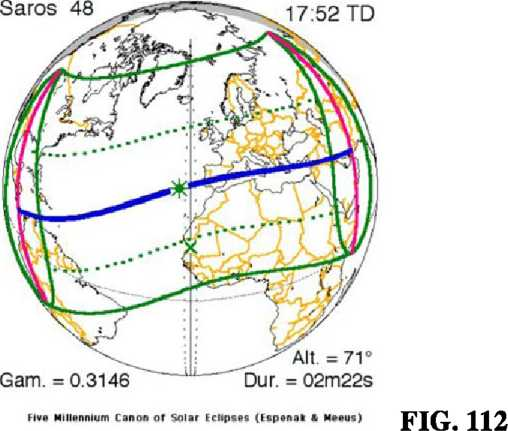 Saros 48 17:52 TD
Alt. = 71°
Gam. = 0.3146 Dur. = 02m22s
Five Millennium Canon of Solar Eclipses (Espenak & Meeus)
FIG. 112